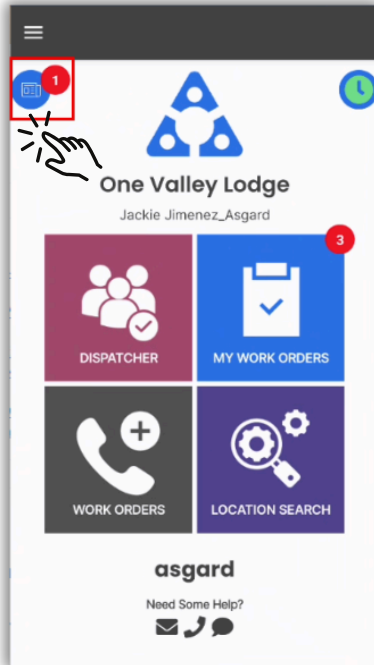 1
One Valley Lodge
Jackie Jimenez_Asgard
3
DISPATCHER
MY WORK ORDERS
WORK ORDERS
LOCATION SEARCH
asgard
Need Some Help?